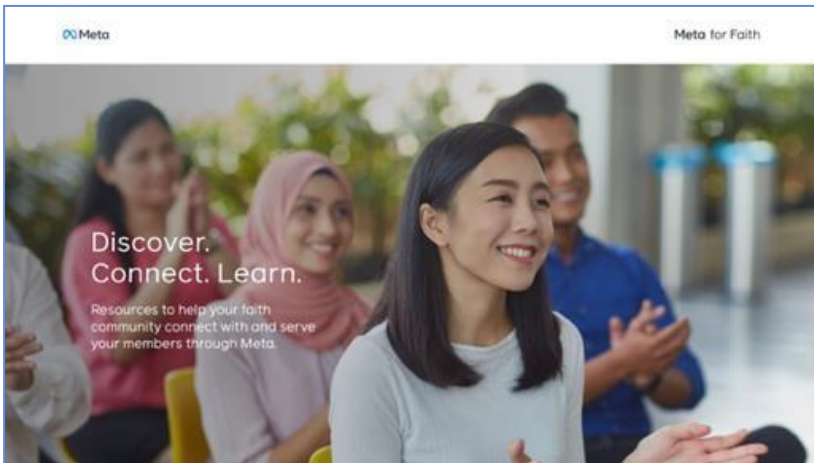 Meta
Meta for Faith
Discover.
Connect. Learn.
Resources to help your faith
community connect with and serve
your members through Meta.